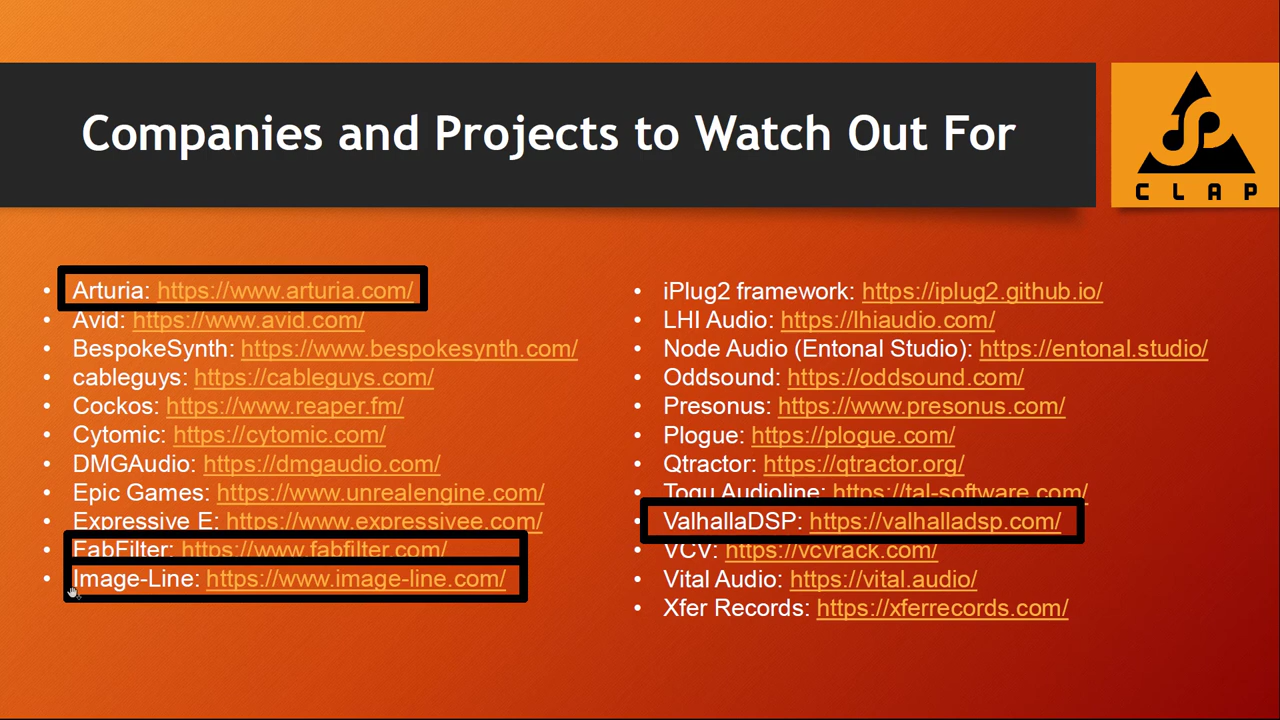 Companies and Projects to Watch Out For
CLAP
• Arturia: https://www.arturia.com/
• Avid: https://www.avid.com/
• BespokeSynth: https://www.bespokesynth.com/
• cableguys: https://cableguys.com/
• Cockos: https://www.reaper.fm/
• Cytomic: https://cytomic.com/
• DMGAudio: https://dmgaudio.com/
• Epic Games: https://www.unrealengine.com/
• Expressive E: https://www.expressivee.com/
• FabFilter: https://www.fabfilter.com/
• Image-Line: https://www.image-line.com/
• iPlug2 framework: https://iplug2.github.io/
• LHI Audio: https://lhiaudio.com/
• Node Audio (Entonal Studio): https://entonal.studio/
• Oddsound: https://oddsound.com/
• Presonus: https://www.presonus.com/
• Plogue: https://plogue.com/
• Qtractor: https://qtractor.org/
• Togu Audioline: https://tal-software.com/
• ValhallaDSP: https://valhalladsp.com/
• VCV: https://vcvrack.com/
• Vital Audio: https://vital.audio/
• Xfer Records: https://xferrecords.com/